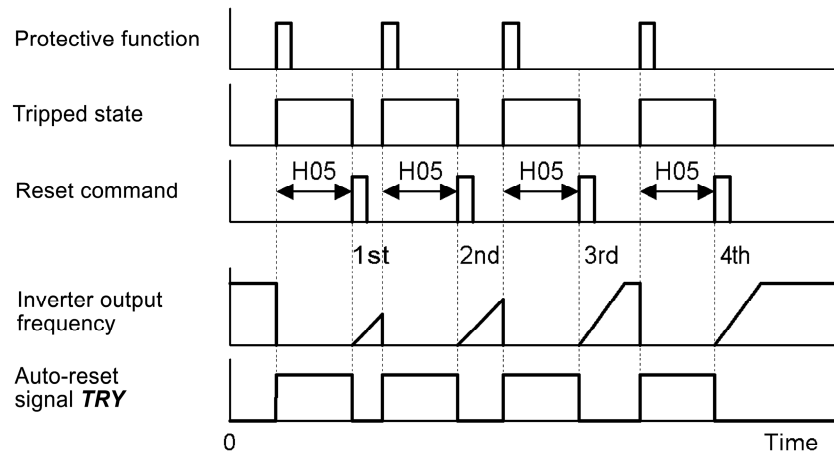 Protective function
Tripped state
H05 H05 H05 H05
Reset command
1st 2nd 3rd 4th
Inverter output
frequency
Auto-reset
signal TRY
0 Time